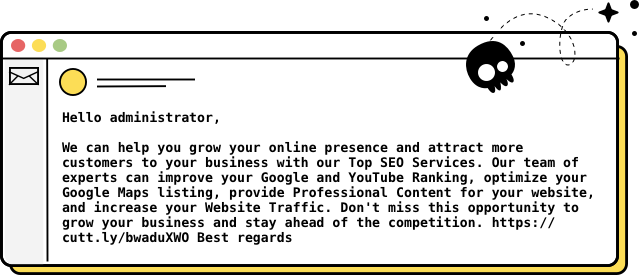 Hello administrator,
We can help you grow your online presence and attract more
customers to your business with our Top SEO Services. Our team of
experts can improve your Google and YouTube Ranking, optimize your
Google Maps listing, provide Professional Content for your website,
and increase your Website Traffic. Don't miss this opportunity to
grow your business and stay ahead of the competition. https://
cutt.ly/bwaduXWO Best regards